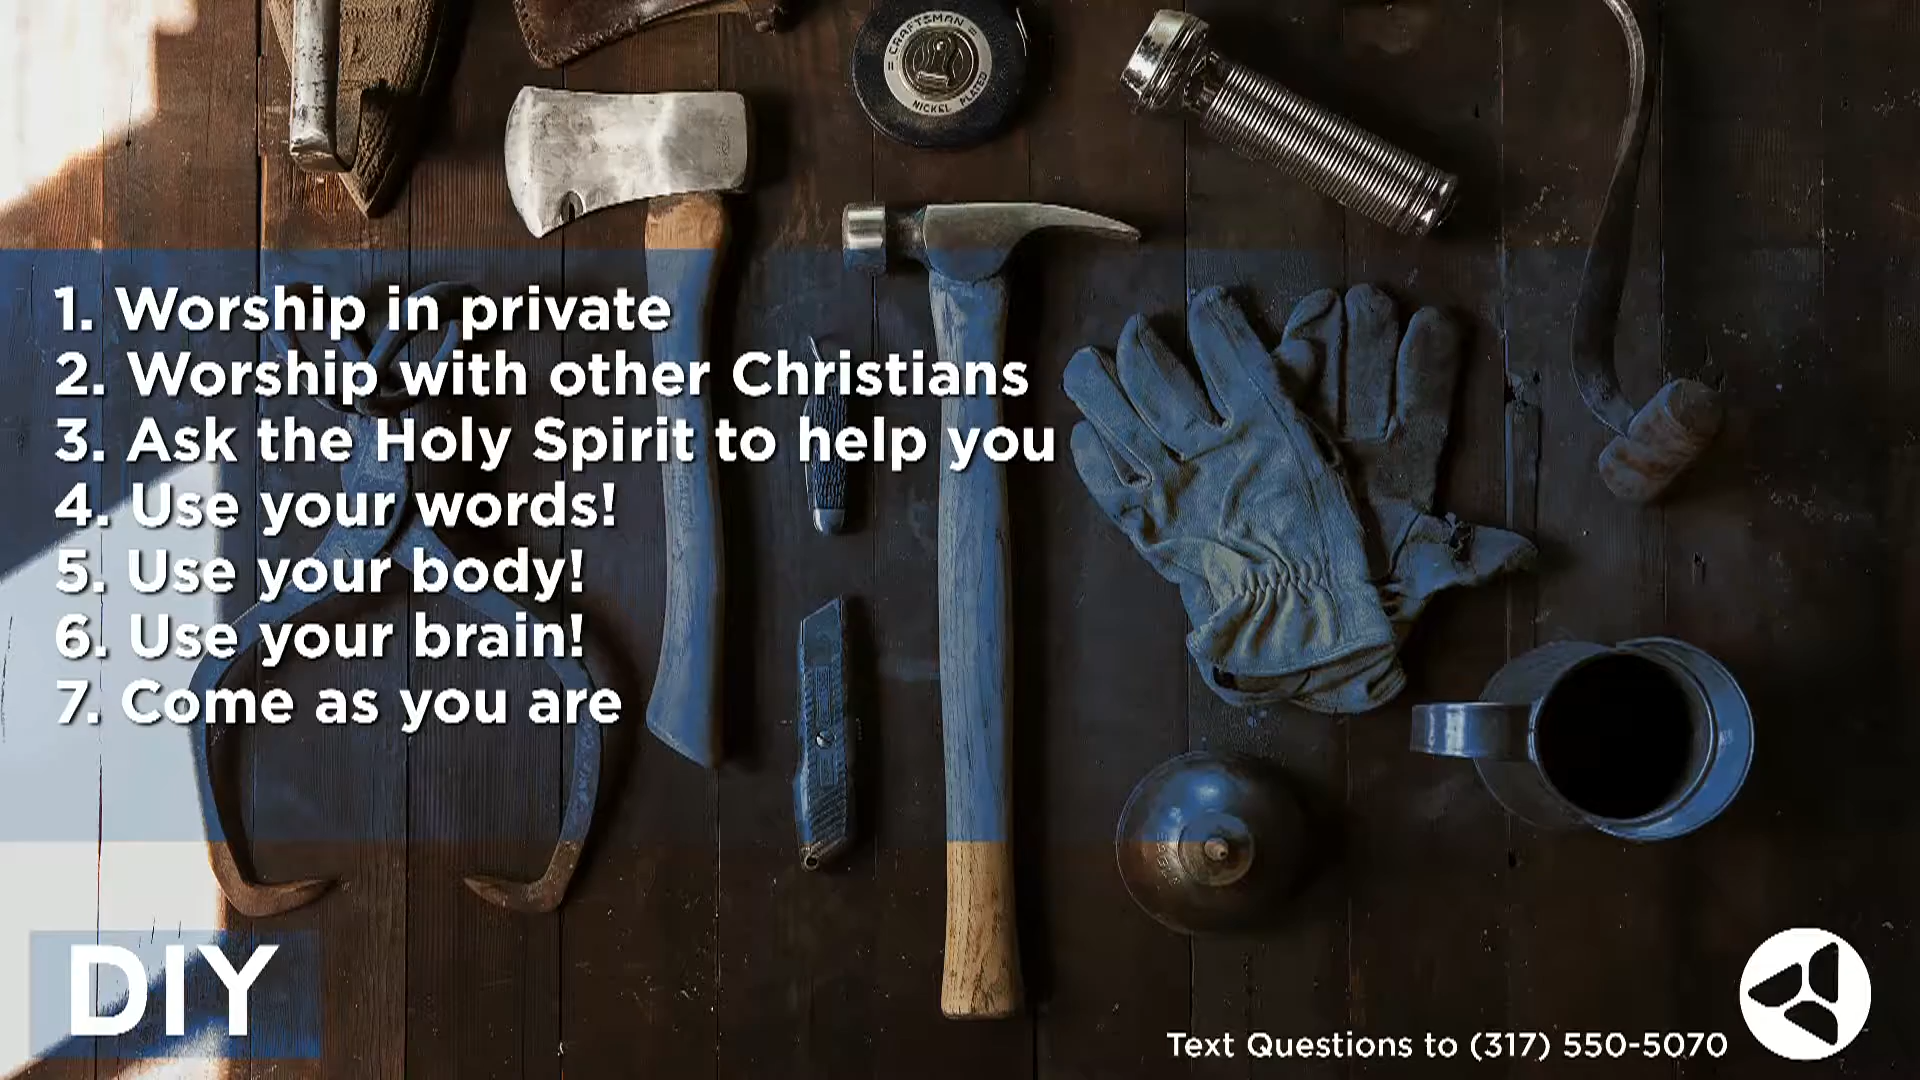 = CRAFTSMAN =
NICKEL PLATED
1. Worship in private
2. Worship with other Christians
3. Ask the Holy Spirit to help you
4. Use your words!
5. Use your body!
6. Use your brain!
7. Come as you are
DIY
Text Questions to (317) 550-5070